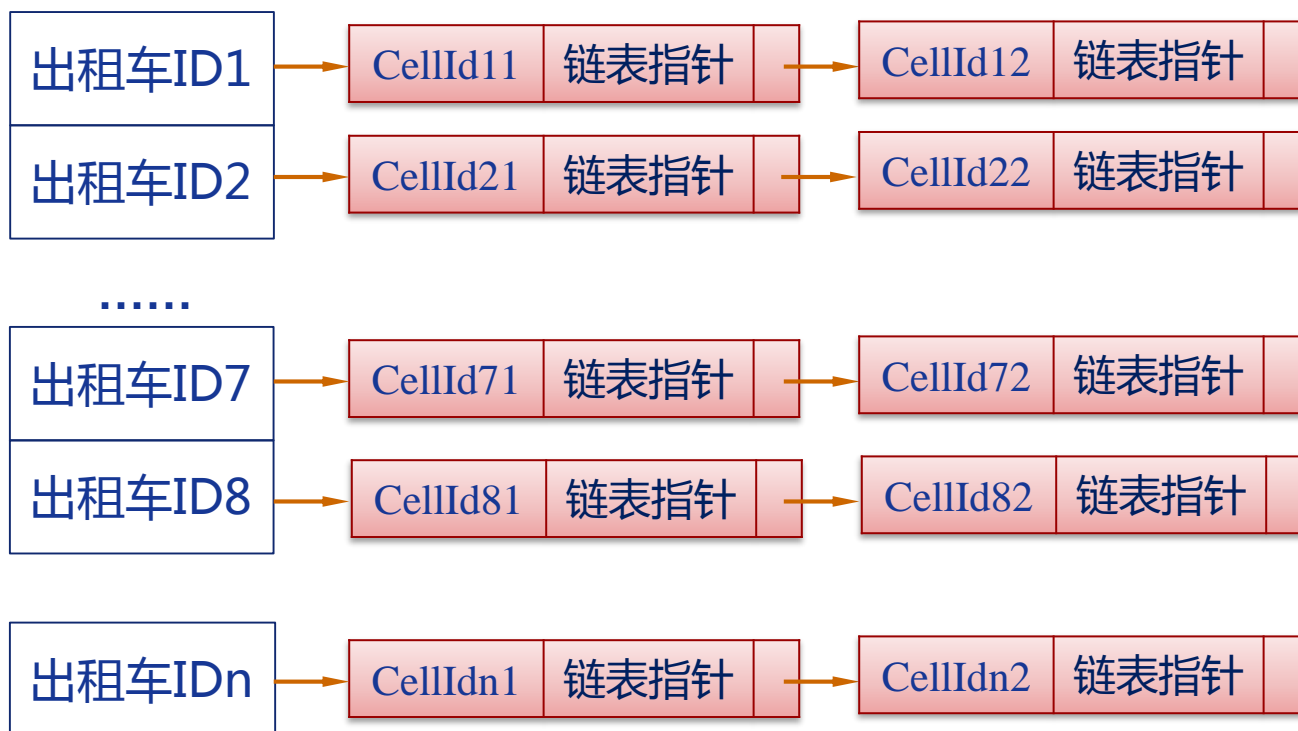 出租车ID1 CellId11 链表指针 CellId12 链表指针
出租车ID2 CellId21 链表指针 CellId22 链表指针
......
出租车ID7 CellId71 链表指针 CellId72 链表指针
出租车ID8 CellId81 链表指针 CellId82 链表指针
出租车IDn CellIdn1 链表指针 CellIdn2 链表指针